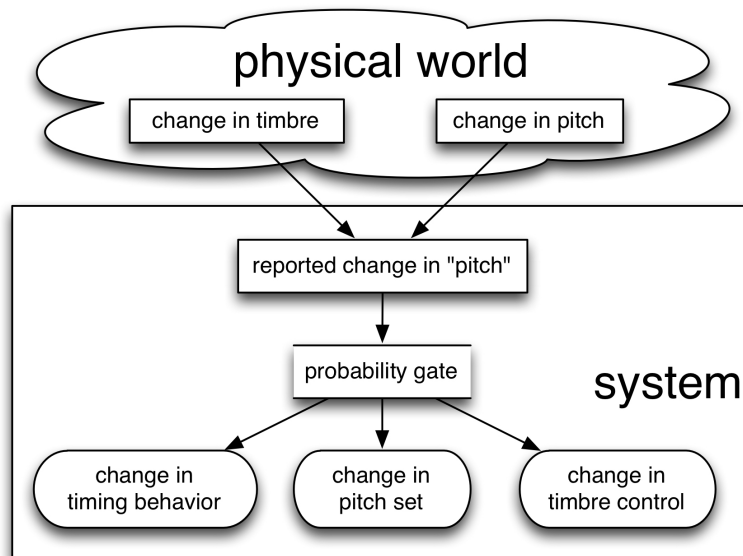 physical world
change in timbre
change in pitch
reported change in "pitch"
probability gate
system
change in
timing behavior
change in
pitch set
change in
timbre control